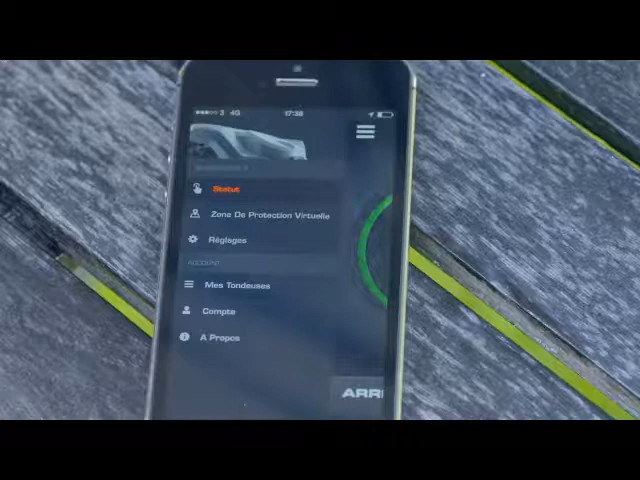 3 4G 17:38
Statut
Zone De Protection Virtuelle
Réglages
ACCOUNT
Mes Tondeuses
Compte
A Propos
ARR